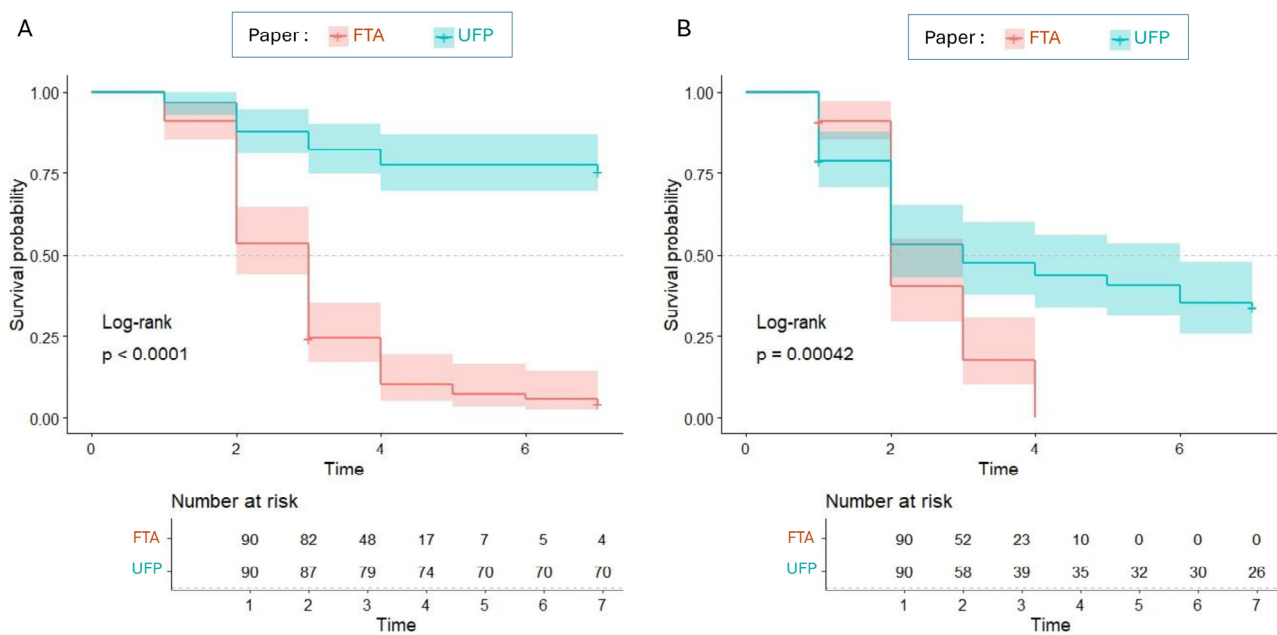 A
Paper : FTA UFP
1.00
0.75
0.50
0.25
0.00
Survival probability
Log-rank
p < 0.0001
0 2 4 6
Time
Number at risk
FTA 90 82 48 17 7 5 4
UFP 90 87 79 74 70 70 70
1 2 3 4 5 6 7
Time
B
Paper : FTA UFP
1.00
0.75
0.50
0.25
0.00
Survival probability
Log-rank
p = 0.00042
0 2 4 6
Time
Number at risk
FTA 90 52 23 10 0 0 0
UFP 90 58 39 35 32 30 26
1 2 3 4 5 6 7
Time